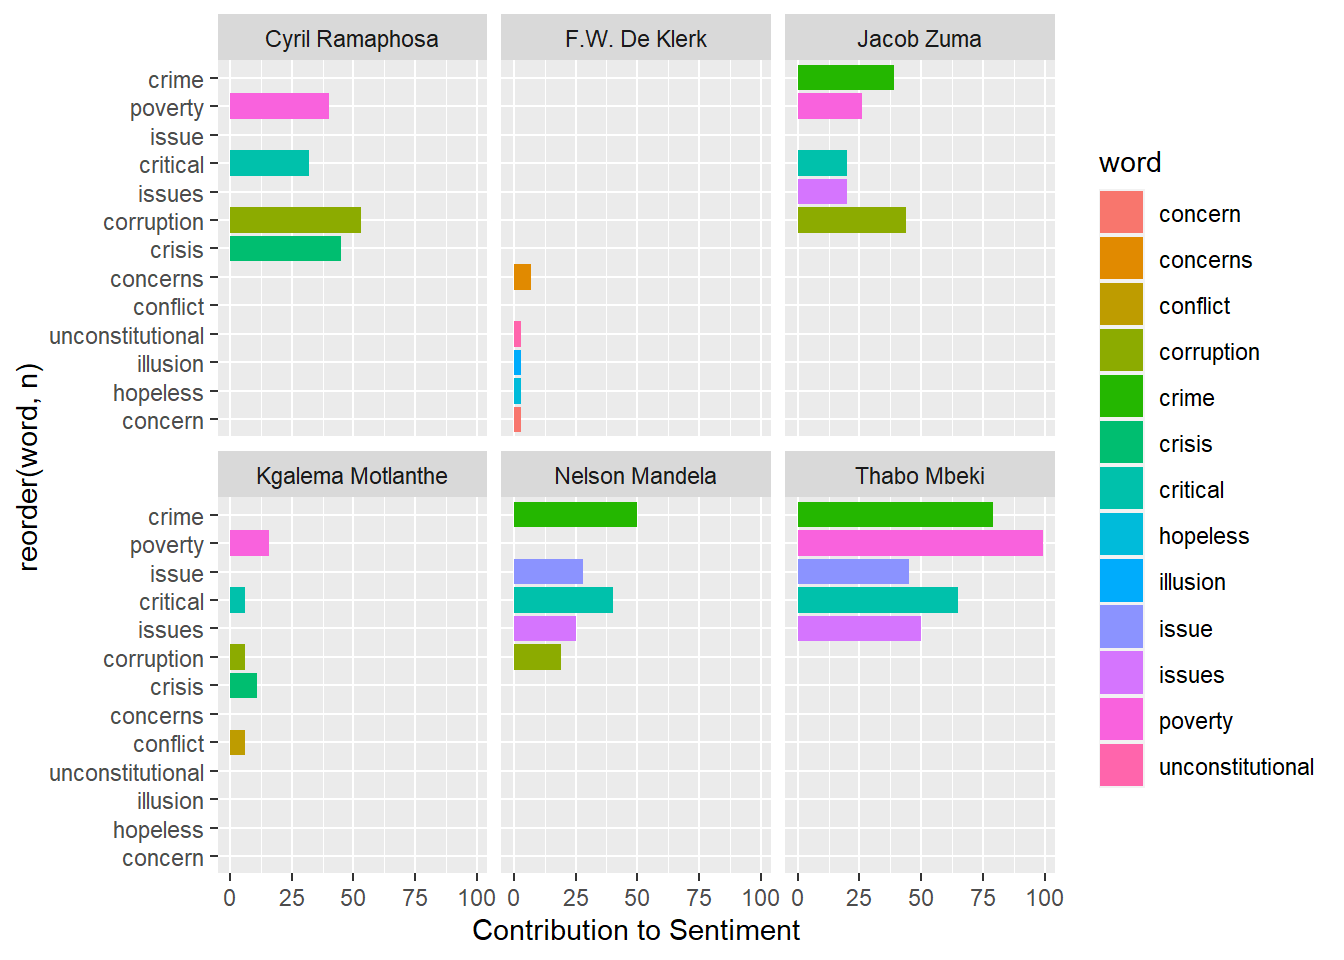 Cyril Ramaphosa
F.W. De Klerk
Jacob Zuma
crime
poverty
issue
critical
issues
corruption
crisis
concerns
conflict
unconstitutional
illusion
hopeless
concern
Kgalema Motlanthe
Nelson Mandela
Thabo Mbeki
crime
poverty
issue
critical
issues
corruption
crisis
concerns
conflict
unconstitutional
illusion
hopeless
concern
0 25 50 75 100
0 25 50 75 100
0 25 50 75 100
Contribution to Sentiment
reorder(word, n)
word
concern
concerns
conflict
corruption
crime
crisis
critical
hopeless
illusion
issue
issues
poverty
unconstitutional